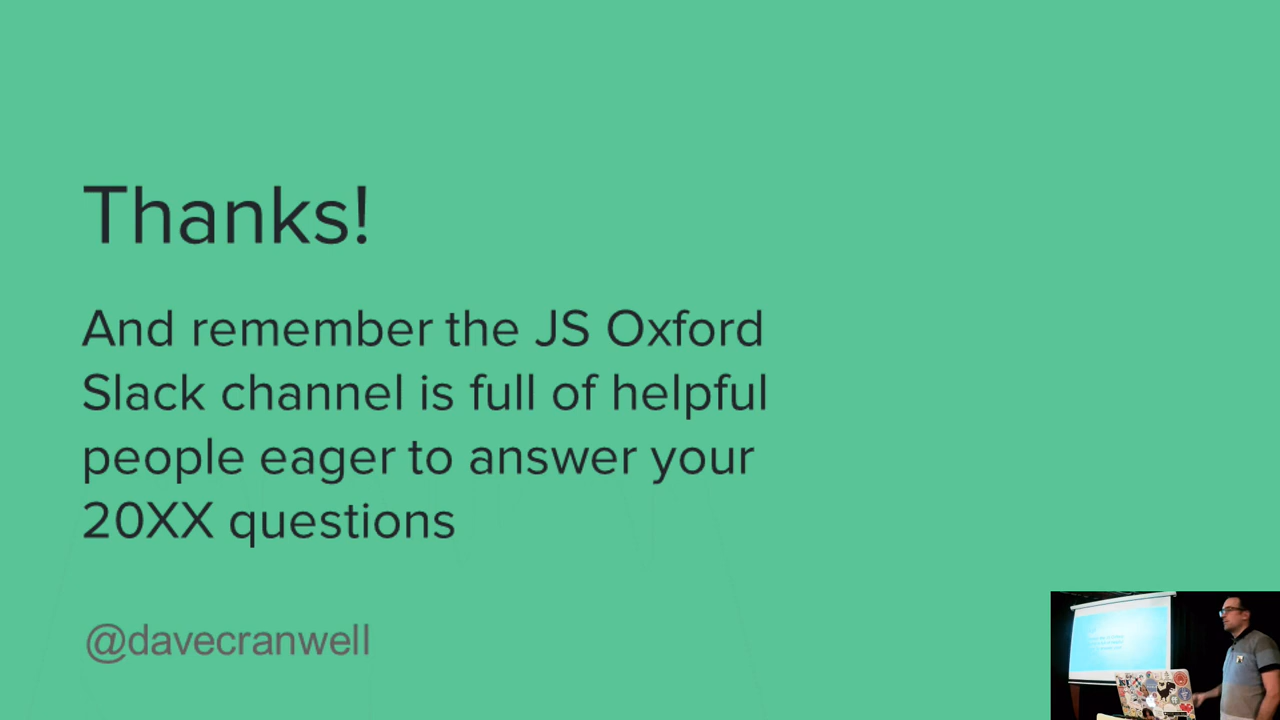 Thanks!
And remember the JS Oxford
Slack channel is full of helpful
people eager to answer your
20XX questions
@davecranwell